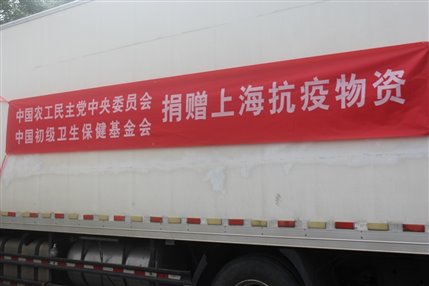 中国农工民主党中央委员会
中国初级卫生保健基金会
捐赠上海抗疫物资